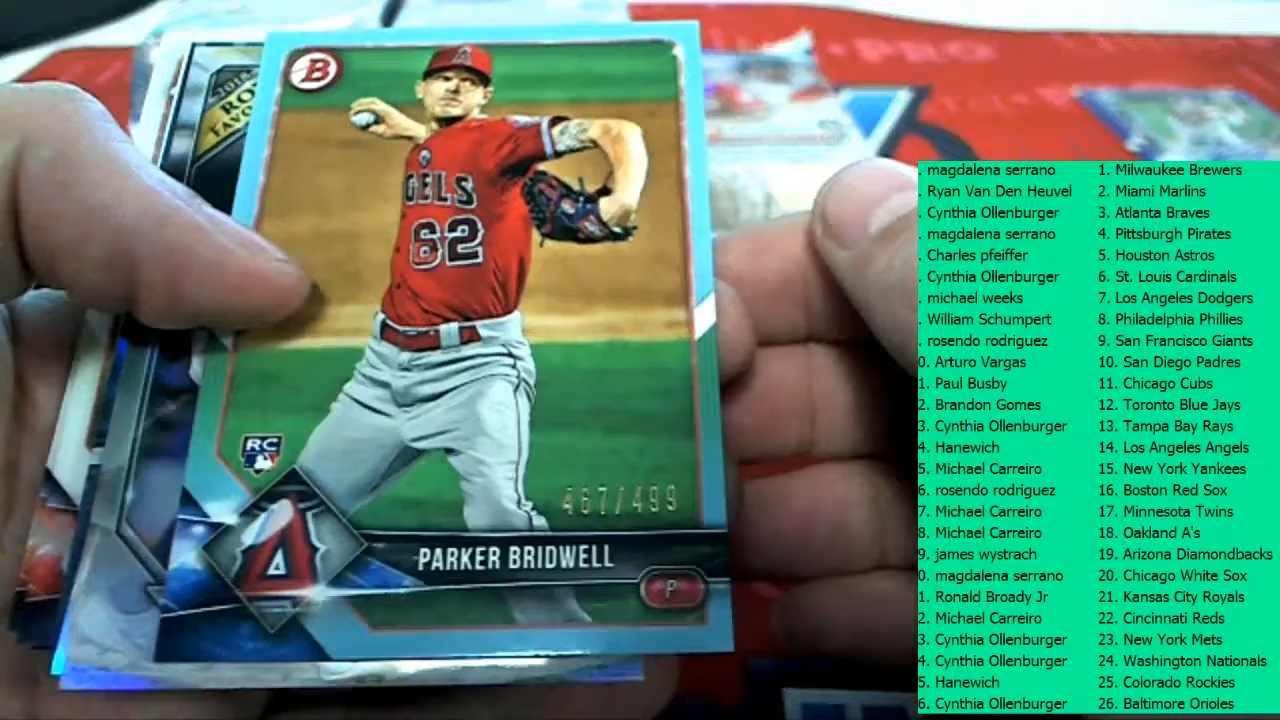 B
GELS
62
RC
467/499
PARKER BRIDWELL
P
. magdalena serrano 1. Milwaukee Brewers
. Ryan Van Den Heuvel 2. Miami Marlins
. Cynthia Ollenburger 3. Atlanta Braves
. magdalena serrano 4. Pittsburgh Pirates
. Charles pfeiffer 5. Houston Astros
. Cynthia Ollenburger 6. St. Louis Cardinals
. michael weeks 7. Los Angeles Dodgers
. William Schumpert 8. Philadelphia Phillies
. rosendo rodriguez 9. San Francisco Giants
0. Arturo Vargas 10. San Diego Padres
1. Paul Busby 11. Chicago Cubs
2. Brandon Gomes 12. Toronto Blue Jays
3. Cynthia Ollenburger 13. Tampa Bay Rays
4. Hanewich 14. Los Angeles Angels
5. Michael Carreiro 15. New York Yankees
6. rosendo rodriguez 16. Boston Red Sox
7. Michael Carreiro 17. Minnesota Twins
8. Michael Carreiro 18. Oakland A's
9. james wystrach 19. Arizona Diamondbacks
0. magdalena serrano 20. Chicago White Sox
1. Ronald Broady Jr 21. Kansas City Royals
2. Michael Carreiro 22. Cincinnati Reds
3. Cynthia Ollenburger 23. New York Mets
4. Cynthia Ollenburger 24. Washington Nationals
5. Hanewich 25. Colorado Rockies
6. Cynthia Ollenburger 26. Baltimore Orioles